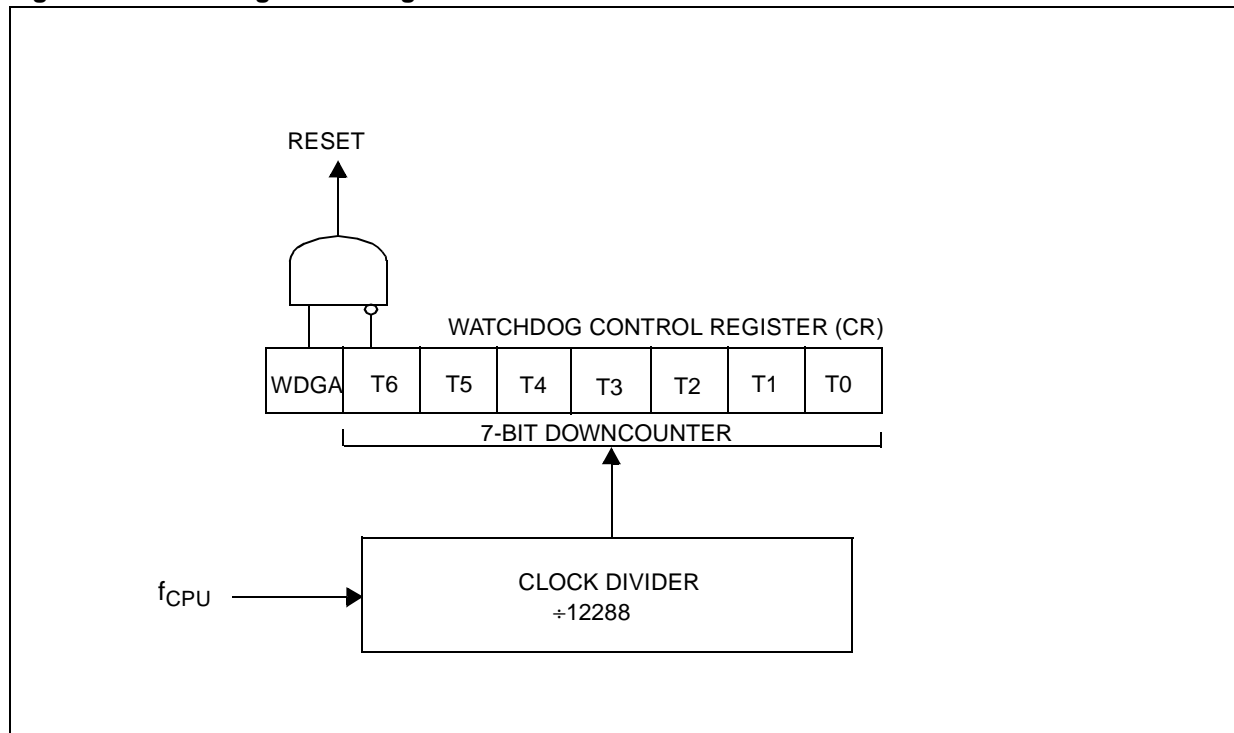 RESET
WATCHDOG CONTROL REGISTER (CR)
WDGA T6 T5 T4 T3 T2 T1 T0
7-BIT DOWNCOUNTER
fCPU
CLOCK DIVIDER
÷12288